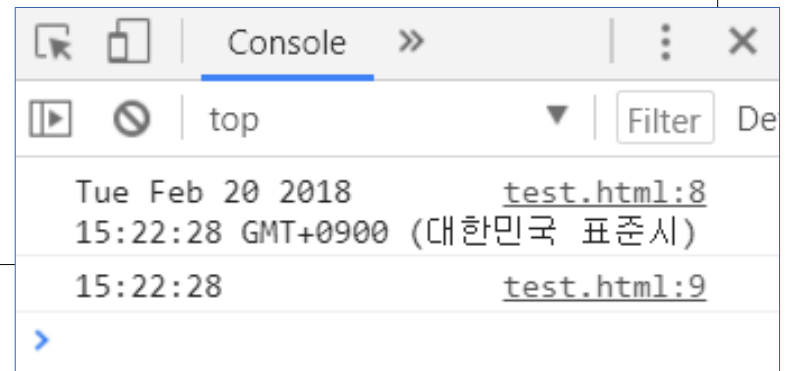 Console
top Filter De
Tue Feb 20 2018 test.html:8
15:22:28 GMT+0900 (대한민국 표준시)
15:22:28 test.html:9